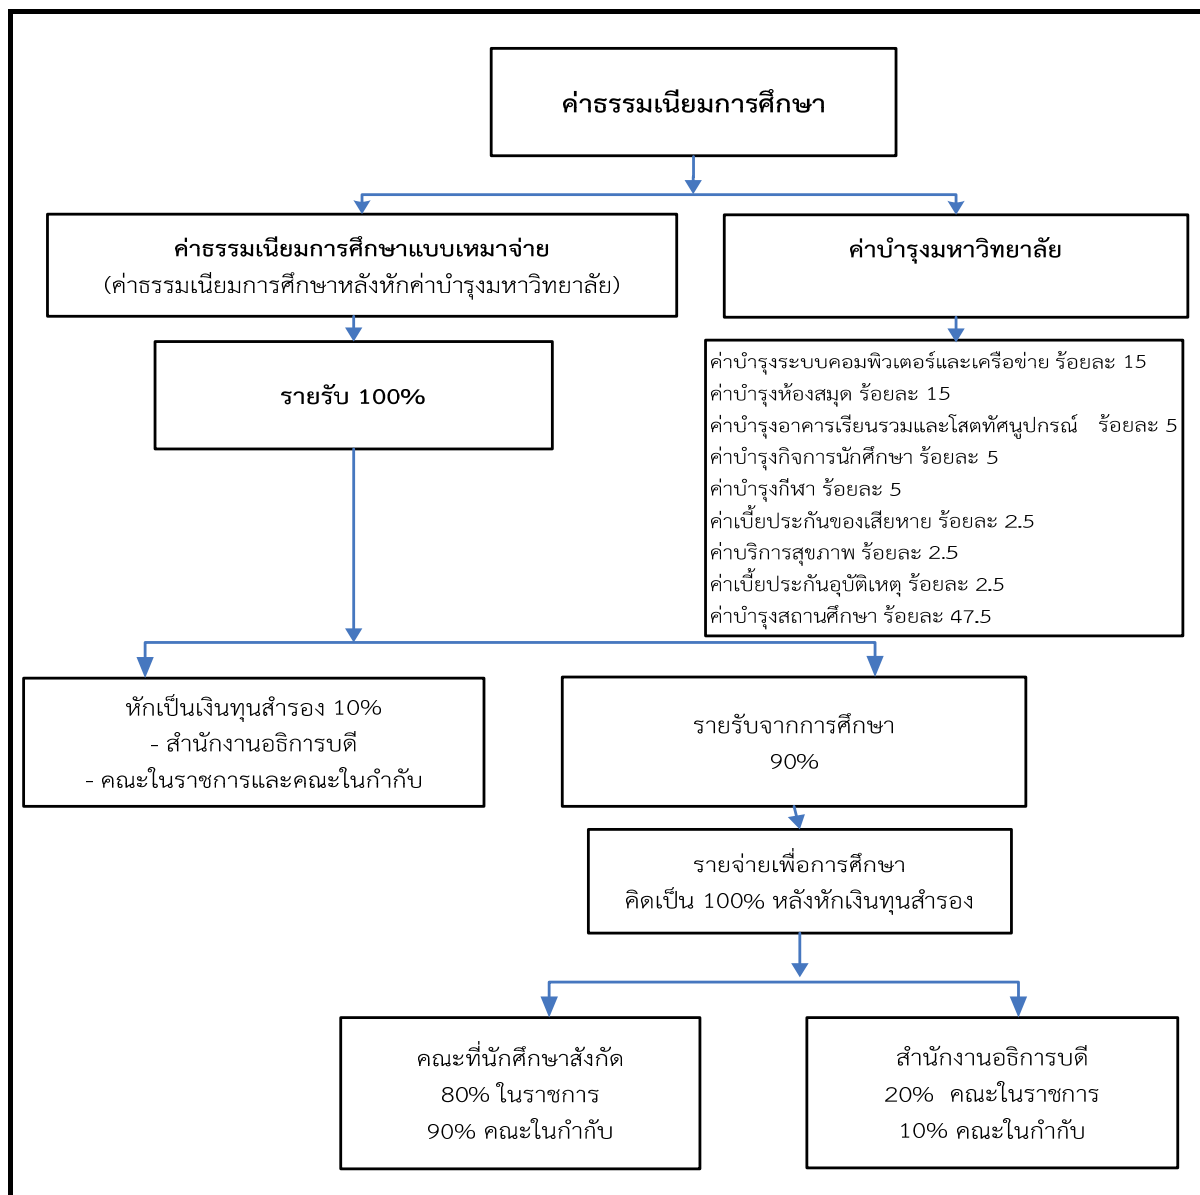 ค่าธรรมเนียมการศึกษา
ค่าธรรมเนียมการศึกษาแบบเหมาจ่าย
(ค่าธรรมเนียมการศึกษาหลังหักค่าบำรุงมหาวิทยาลัย)
ค่าบำรุงมหาวิทยาลัย
รายรับ 100%
ค่าบำรุงระบบคอมพิวเตอร์และเครือข่าย ร้อยละ 15
ค่าบำรุงห้องสมุด ร้อยละ 15
ค่าบำรุงอาคารเรียนรวมและโสตทัศนูปกรณ์ ร้อยละ 5
ค่าบำรุงกิจการนักศึกษา ร้อยละ 5
ค่าบำรุงกีฬา ร้อยละ 5
ค่าเบี้ยประกันของเสียหาย ร้อยละ 2.5
ค่าบริการสุขภาพ ร้อยละ 2.5
ค่าเบี้ยประกันอุบัติเหตุ ร้อยละ 2.5
ค่าบำรุงสถานศึกษา ร้อยละ 47.5
หักเป็นเงินทุนสำรอง 10%
- สำนักงานอธิการบดี
- คณะในราชการและคณะในกำกับ
รายรับจากการศึกษา
90%
รายจ่ายเพื่อการศึกษา
คิดเป็น 100% หลังหักเงินทุนสำรอง
คณะที่นักศึกษาสังกัด
80% ในราชการ
90% คณะในกำกับ
สำนักงานอธิการบดี
20% คณะในราชการ
10% คณะในกำกับ